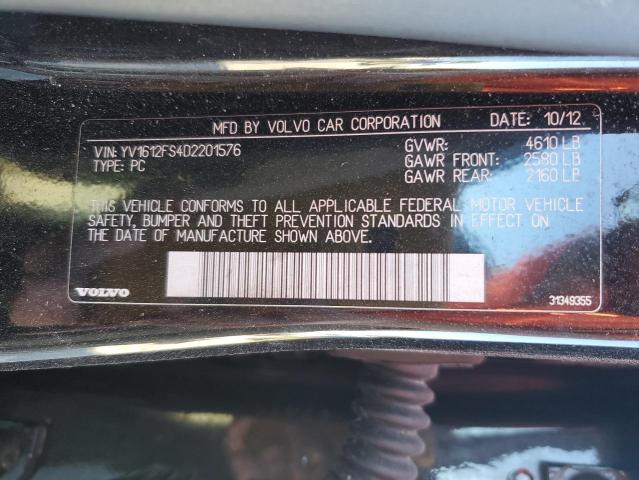 MFD BY VOLVO CAR CORPORATION DATE: 10/12
VIN: YV1612FS4D2201576 GVWR: 4610 LB
TYPE: PC GAWR FRONT: 2580 LB
GAWR REAR: 2160 LB
THIS VEHICLE CONFORMS TO ALL APPLICABLE FEDERAL MOTOR VEHICLE
SAFETY, BUMPER AND THEFT PREVENTION STANDARDS IN EFFECT ON
THE DATE OF MANUFACTURE SHOWN ABOVE.
VOLVO 31349355